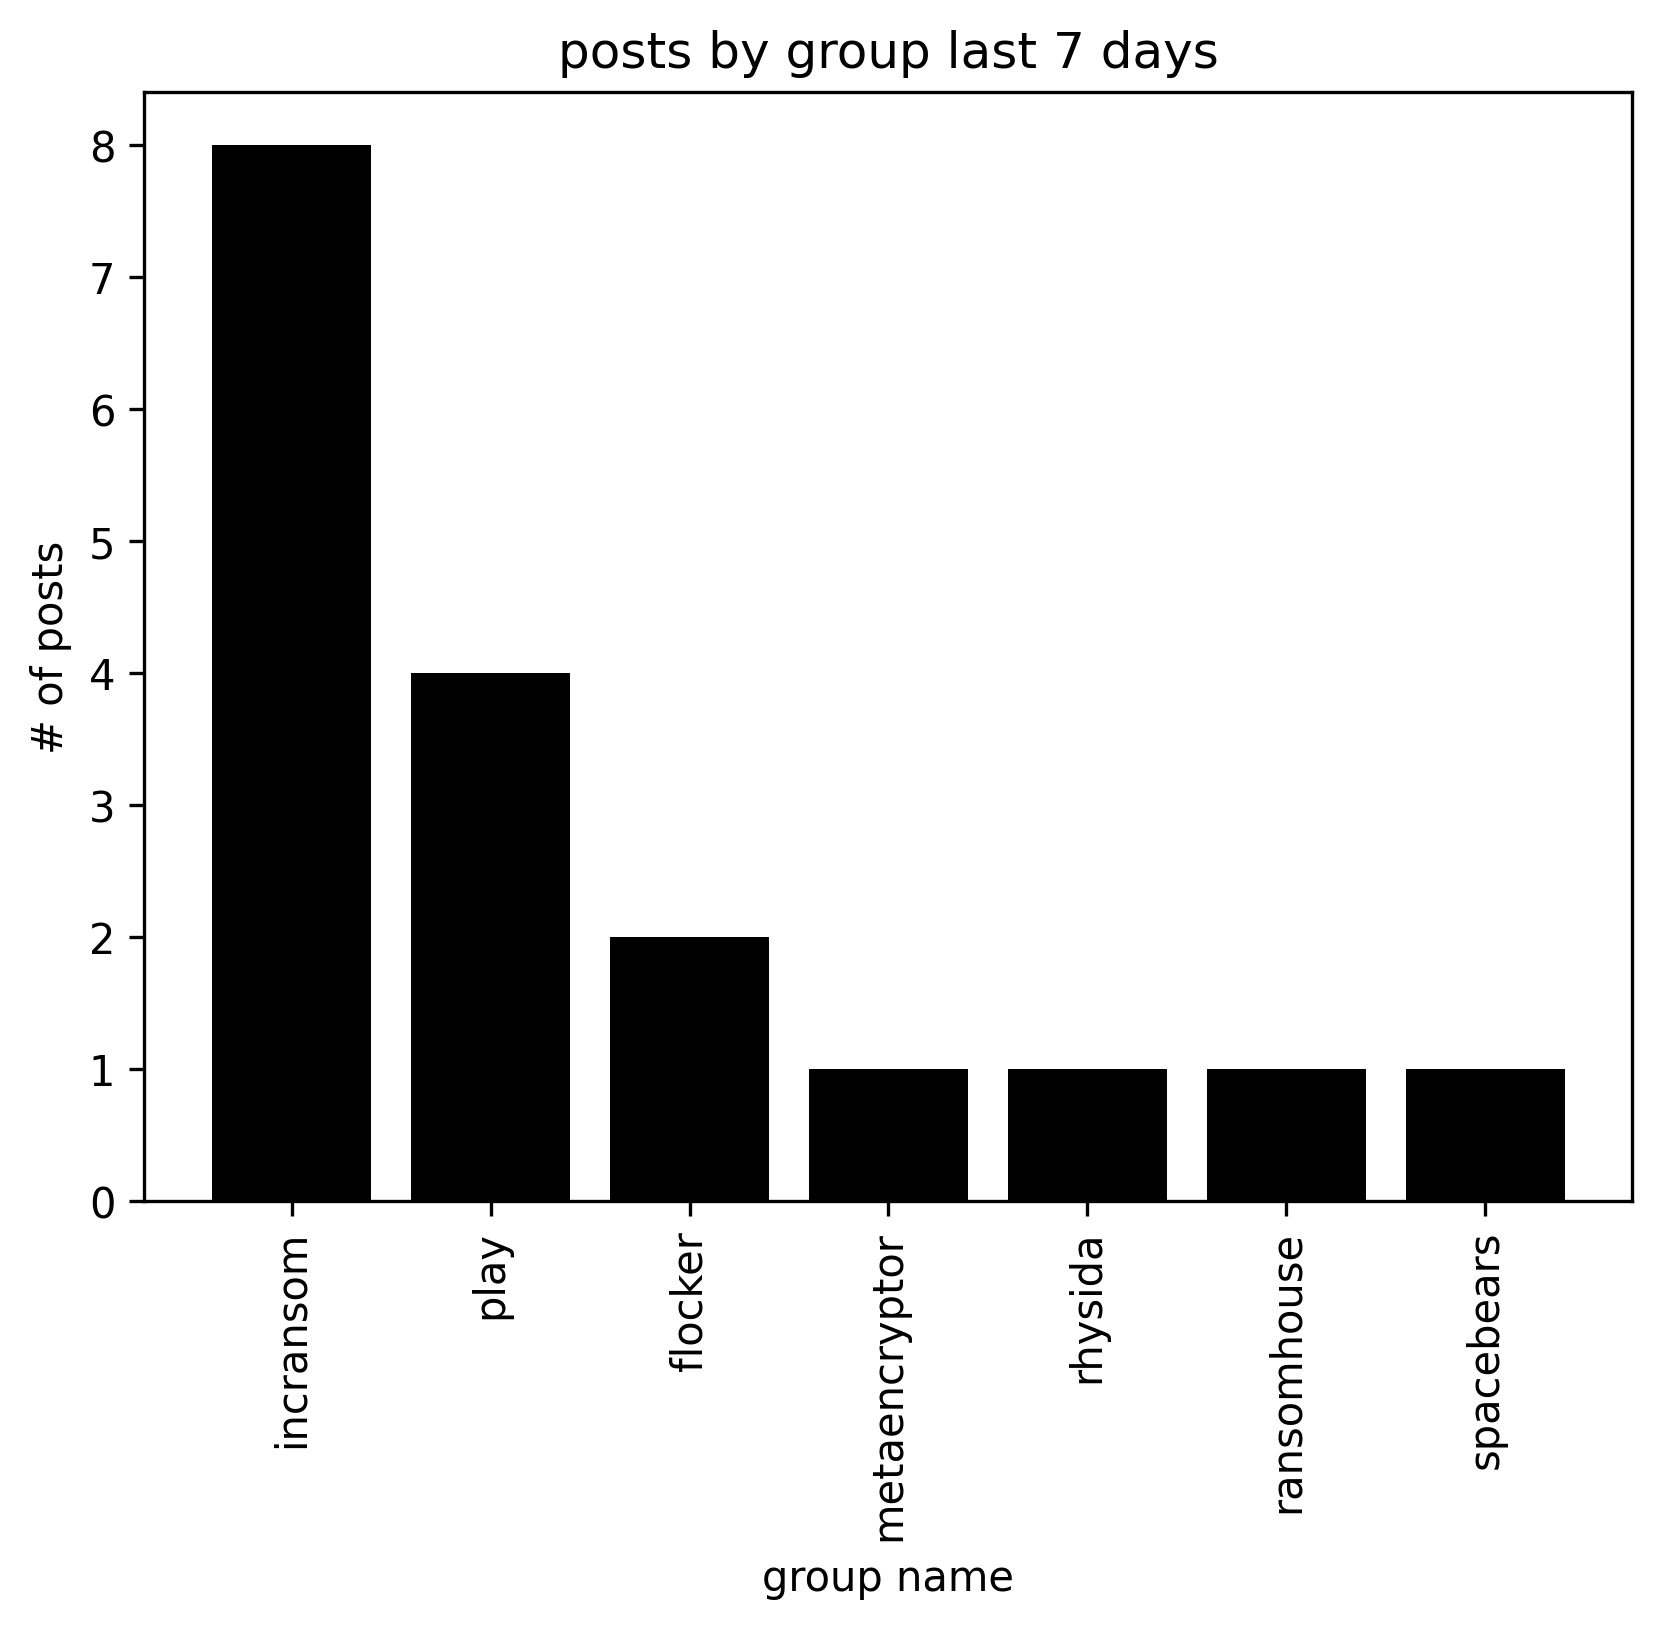 posts by group last 7 days
8
7
6
5
4
3
2
1
0
# of posts
incransom
play
flocker
metaencryptor
rhysida
ransomhouse
spacebears
group name